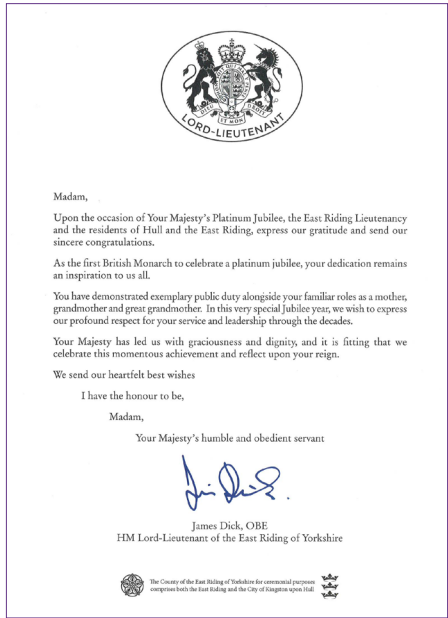 LORD-LIEUTENANT
Madam,
Upon the occasion of Your Majesty's Platinum Jubilee, the East Riding Lieutenancy
and the residents of Hull and the East Riding, express our gratitude and send our
sincere congratulations.
As the first British Monarch to celebrate a platinum jubilee, your dedication remains
an inspiration to us all.
You have demonstrated exemplary public duty alongside your familiar roles as a mother,
grandmother and great grandmother. In this very special Jubilee year, we wish to express
our profound respect for your service and leadership through the decades.
Your Majesty has led us with graciousness and dignity, and it is fitting that we
celebrate this momentous achievement and reflect upon your reign.
We send our heartfelt best wishes
I have the honour to be,
Madam,
Your Majesty's humble and obedient servant
James Dick, OBE
HM Lord-Lieutenant of the East Riding of Yorkshire
The County of the East Riding of Yorkshire for ceremonial purposes
comprises both the East Riding and the City of Kingston upon Hull